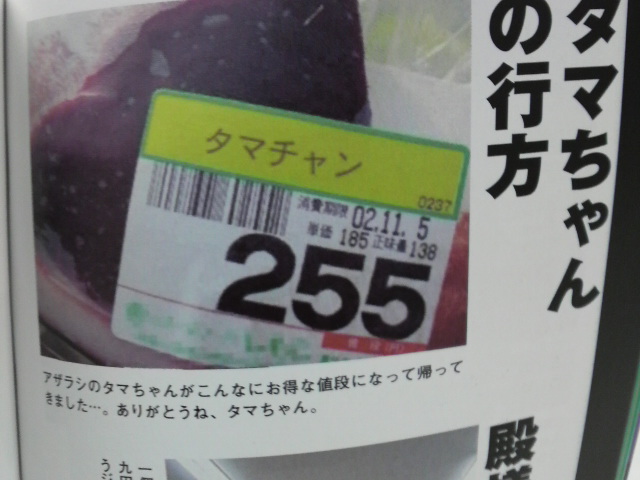 タマちゃん
の行方
タマチャン
0237
消費期限 02.11. 5
単価 185 正味量 138
255
アザラシのタマちゃんがこんなにお得な値段になって帰って
きました…。ありがとうね、タマちゃん。
殿様